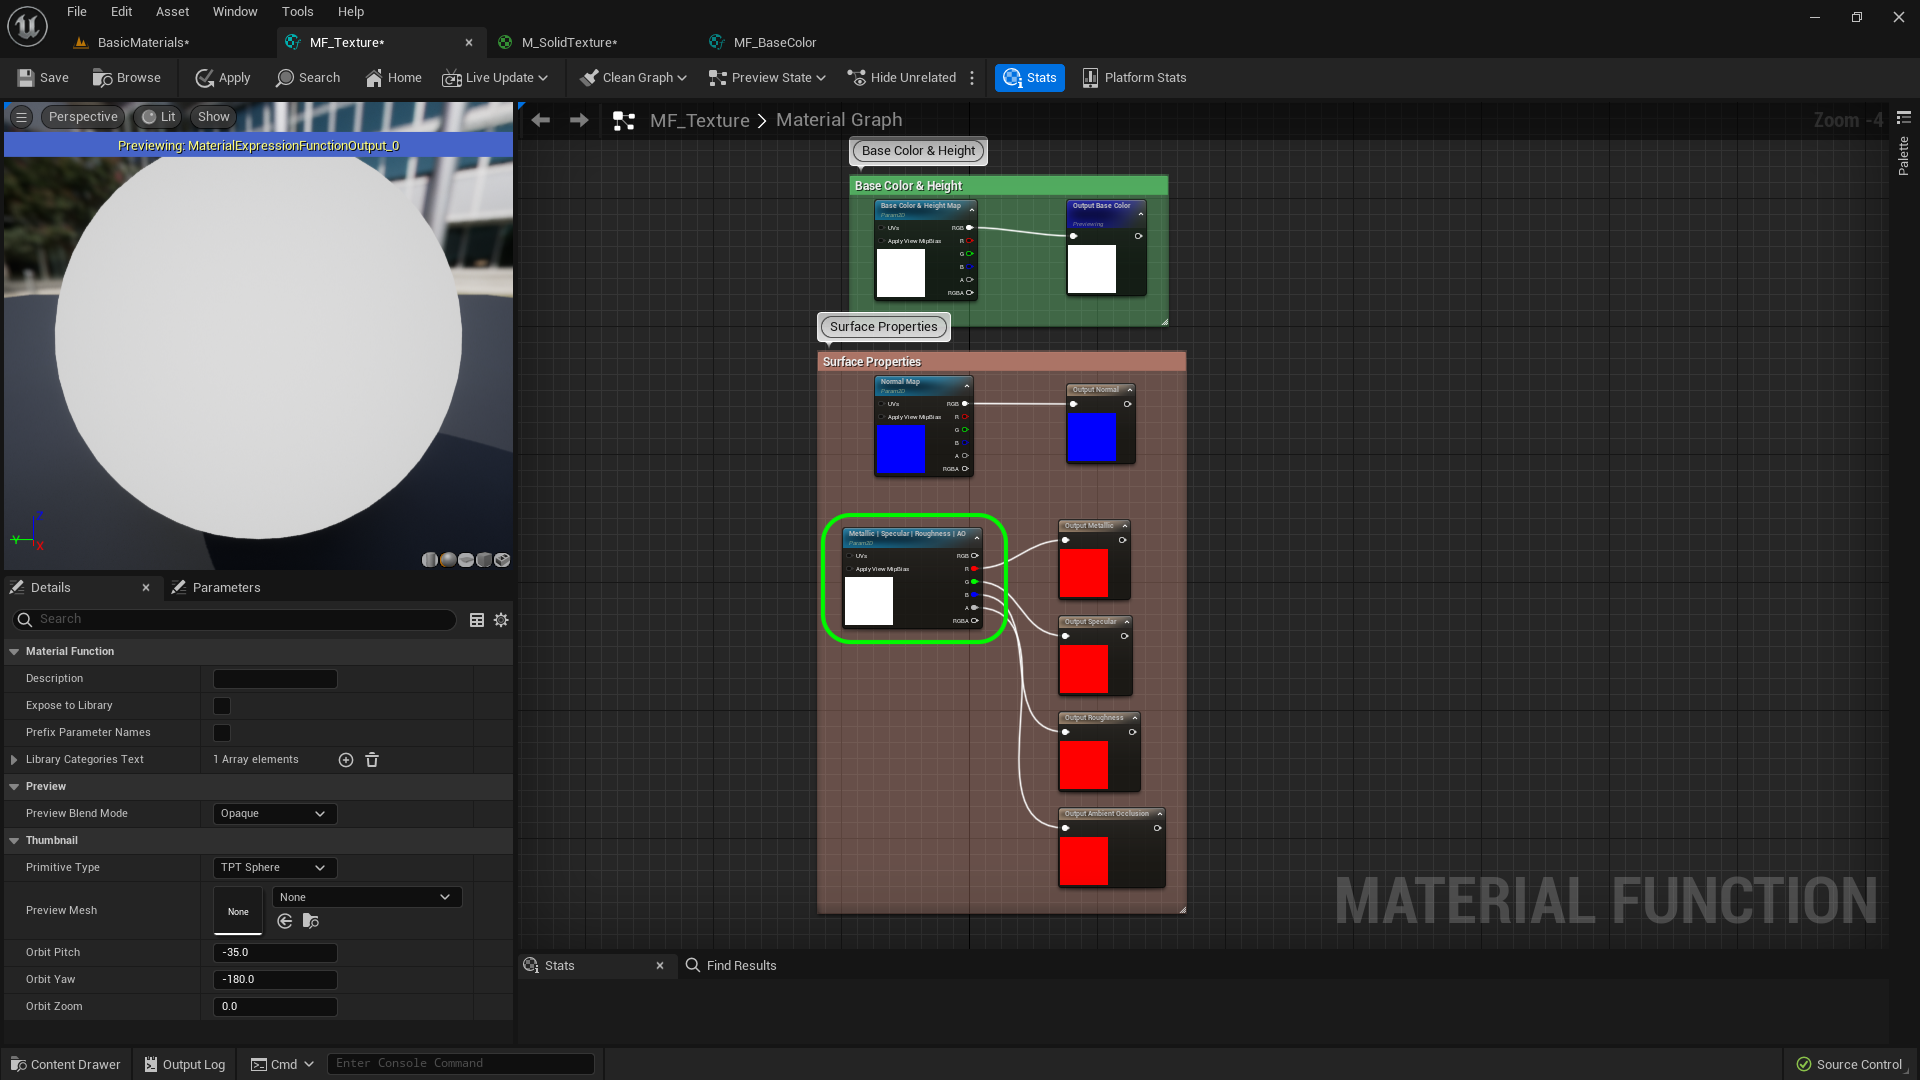 File Edit Asset Window Tools Help
BasicMaterials*
MF_Texture*
M_SolidTexture*
MF_BaseColor
Save
Browse
Apply
Search
Home
Live Update
Clean Graph
Preview State
Hide Unrelated
Stats
Platform Stats
Perspective
Lit
Show
Previewing: MaterialExpressionFunctionOutput_0
Z
Y
X
MF_Texture > Material Graph
Zoom -4
Palette
Base Color & Height
Base Color & Height
Base Color & Height Map
Param2D
UVs
RGB
Apply View MipBias
R
G
B
A
RGBA
Output Base Color
Previewing
Surface Properties
Surface Properties
Normal Map
Param2D
UVs
RGB
Apply View MipBias
R
G
B
A
RGBA
Output Normal
Metallic | Specular | Roughness | AO
Param2D
UVs
RGB
Apply View MipBias
R
G
B
A
RGBA
Output Metallic
Output Specular
Output Roughness
Output Ambient Occlusion
MATERIAL FUNCTION
Details
Parameters
Search
Material Function
Description
Expose to Library
Prefix Parameter Names
Library Categories Text
1 Array elements
Preview
Preview Blend Mode
Opaque
Thumbnail
Primitive Type
TPT Sphere
Preview Mesh
None
None
Orbit Pitch
-35.0
Orbit Yaw
-180.0
Orbit Zoom
0.0
Stats
Find Results
Content Drawer
Output Log
Cmd
Enter Console Command
Source Control